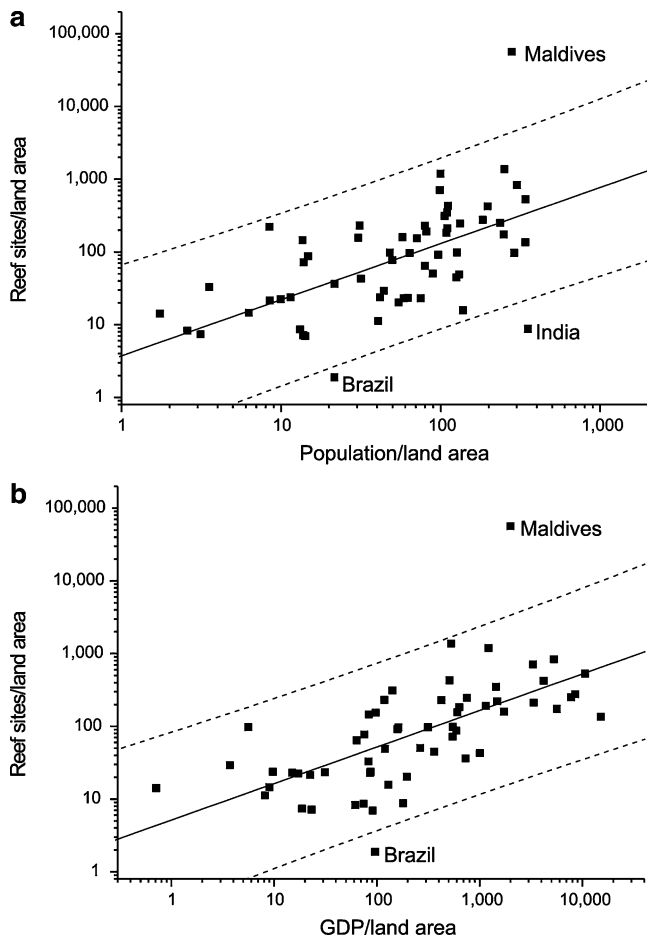 a
100,000
Maldives
10,000
1,000
100
10
India
Brazil
1
1 10 100 1,000
Reef sites/land area
Population/land area
b
100,000
Maldives
10,000
1,000
100
10
Brazil
1
1 10 100 1,000 10,000
Reef sites/land area
GDP/land area